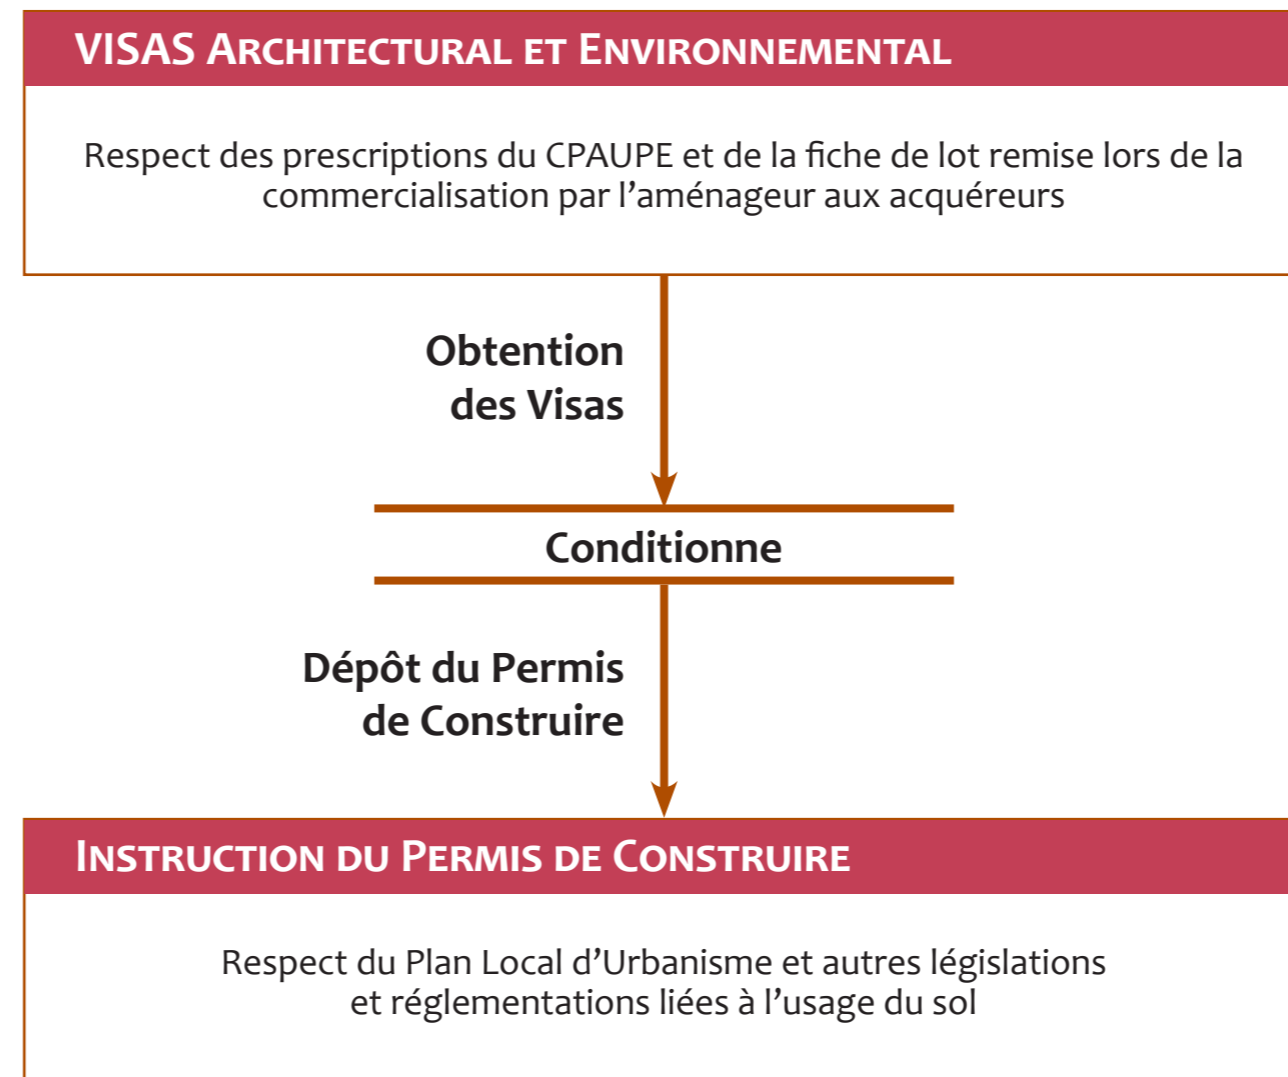 VISAS ARCHITECTURAL ET ENVIRONNEMENTAL
Respect des prescriptions du CPAUPE et de la fiche de lot remise lors de la
commercialisation par l’aménageur aux acquéreurs
Obtention
des Visas
Conditionne
Dépôt du Permis
de Construire
INSTRUCTION DU PERMIS DE CONSTRUIRE
Respect du Plan Local d’Urbanisme et autres législations
et réglementations liées à l’usage du sol